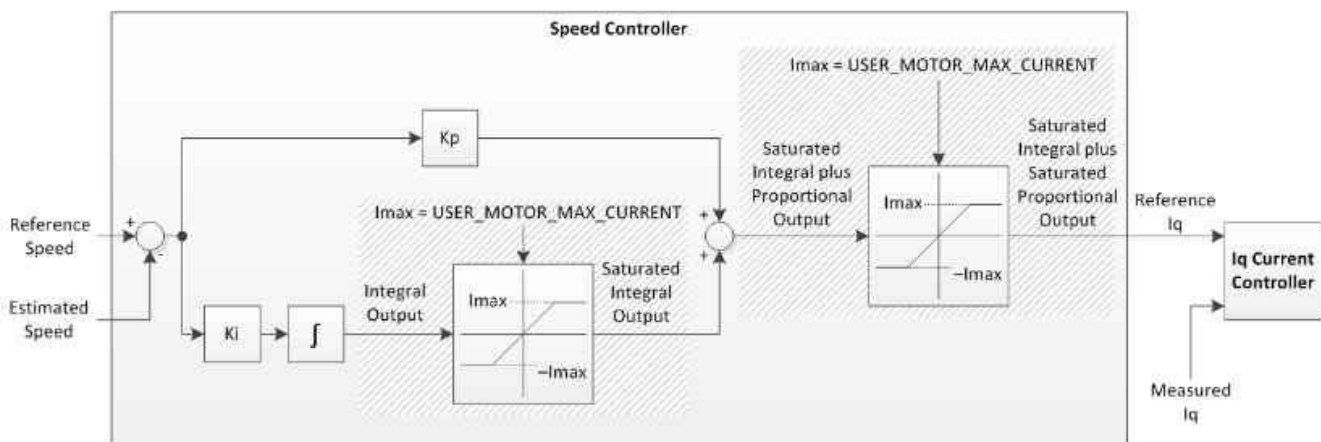 Speed Controller
Imax = USER_MOTOR_MAX_CURRENT
Kp
Saturated
Integral plus
Proportional
Output
Imax
−Imax
Saturated
Integral plus
Saturated
Proportional
Output
Reference
Iq
Reference
Speed
+
-
Estimated
Speed
Imax = USER_MOTOR_MAX_CURRENT
+
+
Ki
∫
Integral
Output
Imax
−Imax
Saturated
Integral
Output
Iq Current
Controller
Measured
Iq